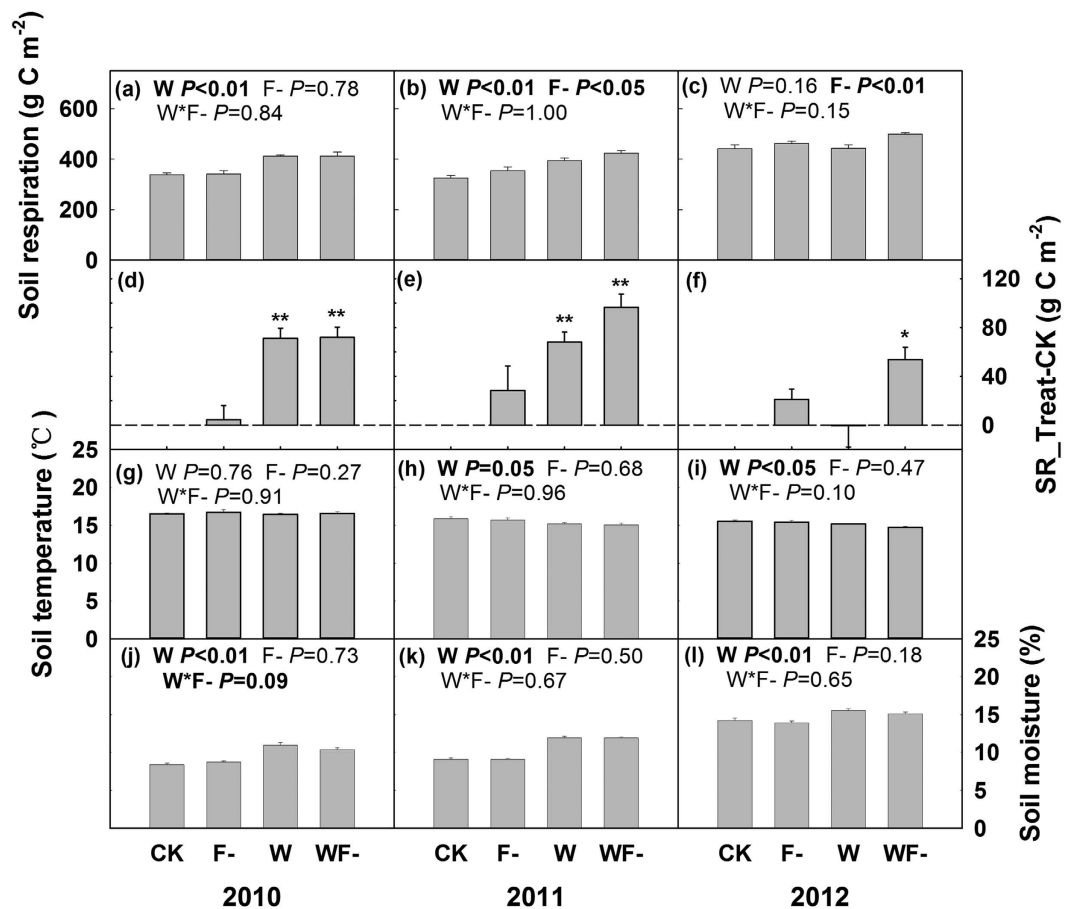 Soil respiration (g C m-2)
600
400
200
0
(a) W P<0.01 F- P=0.78
W*F- P=0.84
(b) W P<0.01 F- P<0.05
W*F- P=1.00
(c) W P=0.16 F- P<0.01
W*F- P=0.15
(d)
**
**
(e)
**
**
(f)
*
120
80
40
0
SR_Treat-CK (g C m-2)
Soil temperature (℃)
25
20
15
10
5
0
(g) W P=0.76 F- P=0.27
W*F- P=0.91
(h) W P=0.05 F- P=0.68
W*F- P=0.96
(i) W P<0.05 F- P=0.47
W*F- P=0.10
(j) W P<0.01 F- P=0.73
W*F- P=0.09
(k) W P<0.01 F- P=0.50
W*F- P=0.67
(l) W P<0.01 F- P=0.18
W*F- P=0.65
25
20
15
10
5
0
Soil moisture (%)
CK F- W WF- CK F- W WF- CK F- W WF-
2010 2011 2012